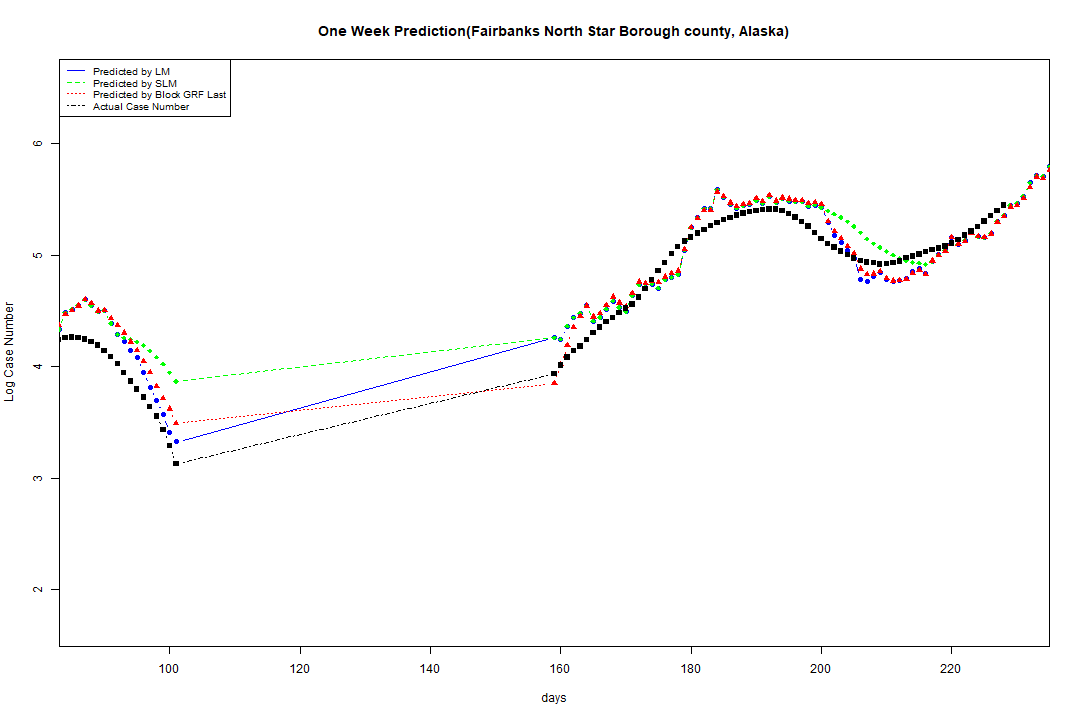 One Week Prediction(Fairbanks North Star Borough county, Alaska)
Predicted by LM
Predicted by SLM
Predicted by Block GRF Last
Actual Case Number
6
5
4
3
2
Log Case Number
100 120 140 160 180 200 220
days